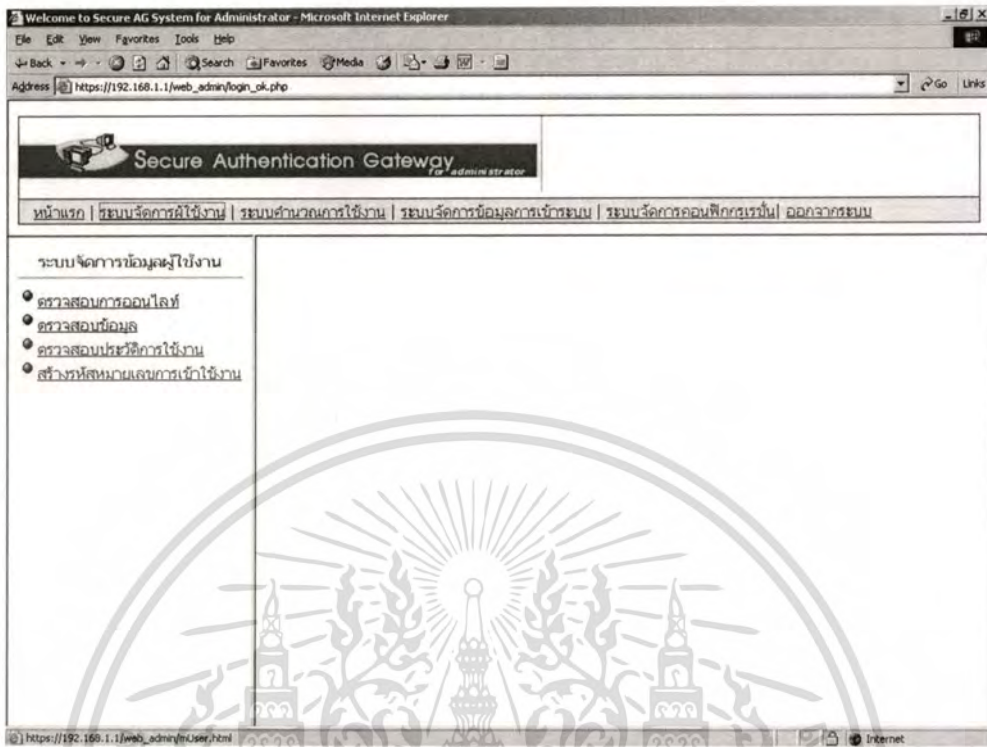 Welcome to Secure AG System for Administrator - Microsoft Internet Explorer
File Edit View Favorites Tools Help
Back Search Favorites Media
Address https://192.168.1.1/web_admin/login_ok.php Go Links
Secure Authentication Gateway
for administrator
หน้าแรก | ระบบจัดการผู้ใช้งาน | ระบบคำนวณการใช้งาน | ระบบจัดการข้อมูลการเข้าระบบ | ระบบจัดการคอนฟิกกูเรชั่น| ออกจากระบบ
ระบบจัดการข้อมูลผู้ใช้งาน
ตรวจสอบการออนไลท์
ตรวจสอบข้อมูล
ตรวจสอบประวัติการใช้งาน
สร้างรหัสหมายเลขการเข้าใช้งาน
https://192.168.1.1/web_admin/mUser.html Internet